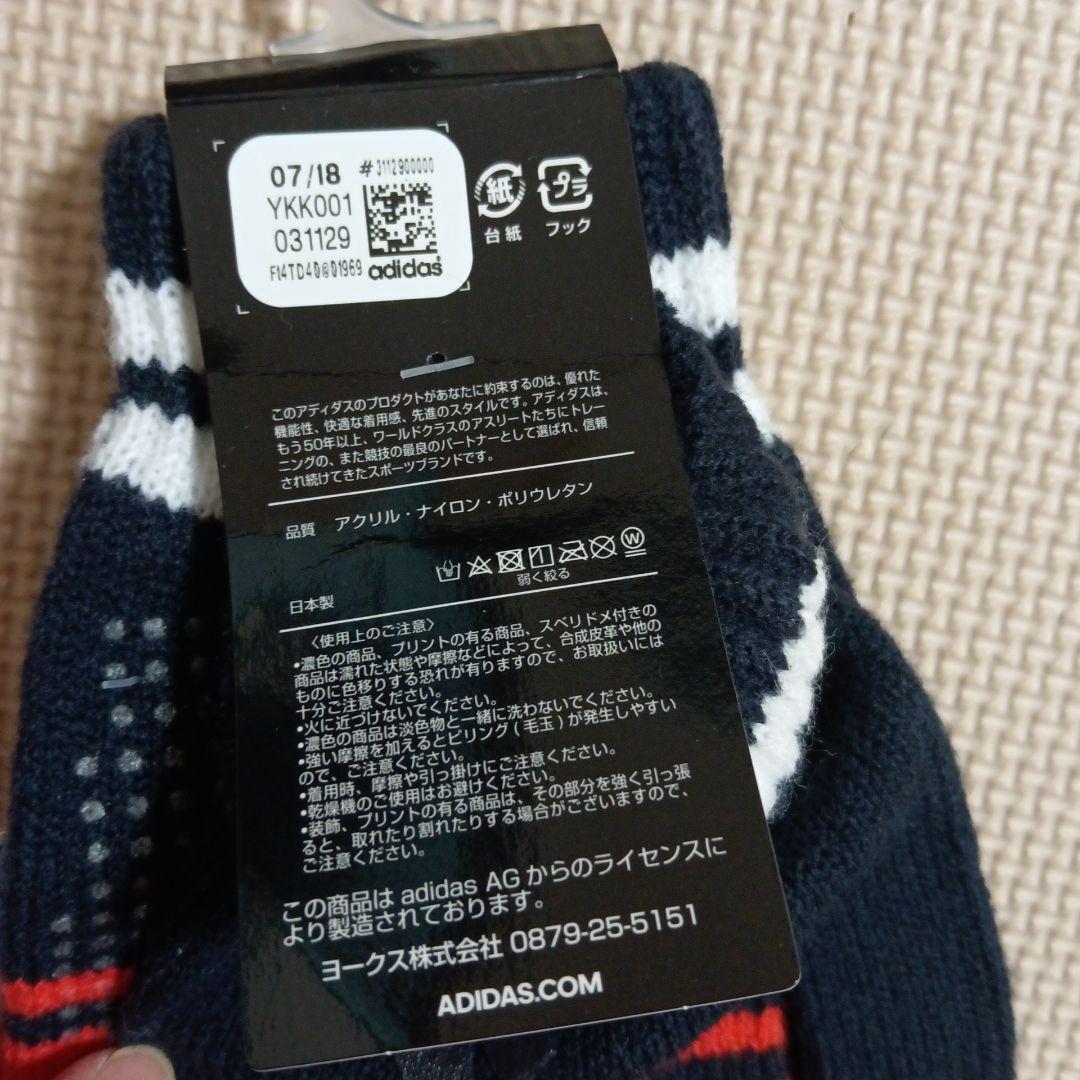 07/18
# 3112900000
YKK001
031129
F14TD40@01969
adidas
紙
台紙
プラ
フック
このアディダスのプロダクトがあなたに約束するのは、優れた
機能性、快適な着用感、先進のスタイルです。アディダスは、
もう50年以上、ワールドクラスのアスリートたちにトレー
ニングの、また競技の最良のパートナーとして選ばれ、信頼
され続けてきたスポーツブランドです。
品質 アクリル・ナイロン・ポリウレタン
W
弱く絞る
日本製
〈使用上のご注意〉
•濃色の商品、プリントの有る商品、スベリドメ付きの
商品は濡れた状態や摩擦などによって、合成皮革や他の
ものに色移りする恐れが有りますので、お取扱いには
十分ご注意ください。
•火に近づけないでください。
•濃色の商品は淡色物と一緒に洗わないでください。
•強い摩擦を加えるとピリング(毛玉)が発生しやすい
ので、ご注意ください。
•着用時、摩擦や引っ掛けにご注意ください。
•乾燥機のご使用はお避けください。
•装飾、プリントの有る商品は、その部分を強く引っ張
ると、取れたり割れたりする場合がございますので、
ご注意ください。
この商品は adidas AG からのライセンスに
より製造されております。
ヨークス株式会社 0879-25-5151
ADIDAS.COM